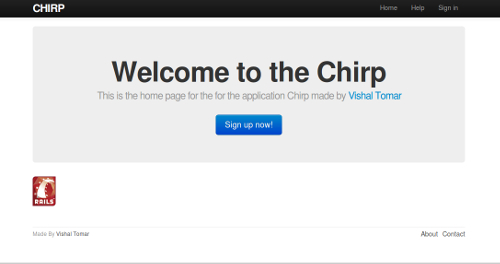 CHIRP Home Help Sign in
Welcome to the Chirp
This is the home page for the for the application Chirp made by Vishal Tomar
Sign up now!
RAILS
Made By Vishal Tomar About Contact